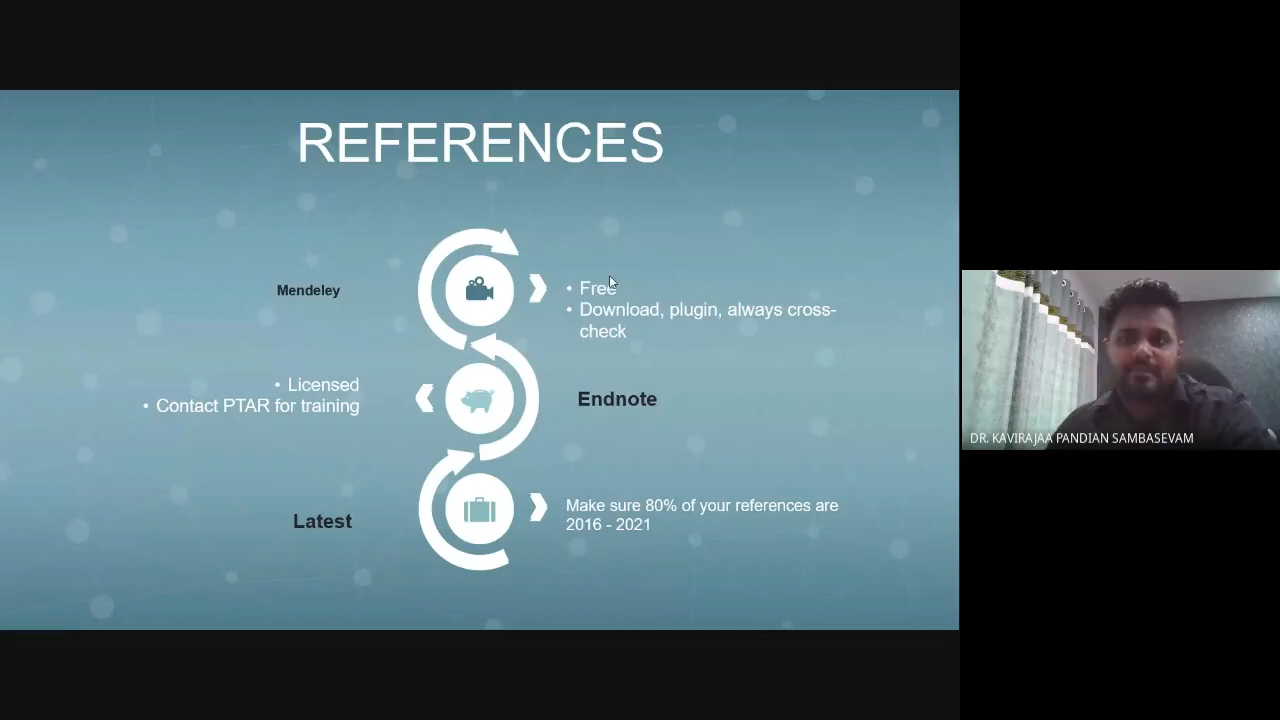 REFERENCES
Mendeley
• Free
• Download, plugin, always cross-
check
• Licensed
• Contact PTAR for training
Endnote
Latest
Make sure 80% of your references are
2016 - 2021
DR. KAVIRAJAA PANDIAN SAMBASEVAM